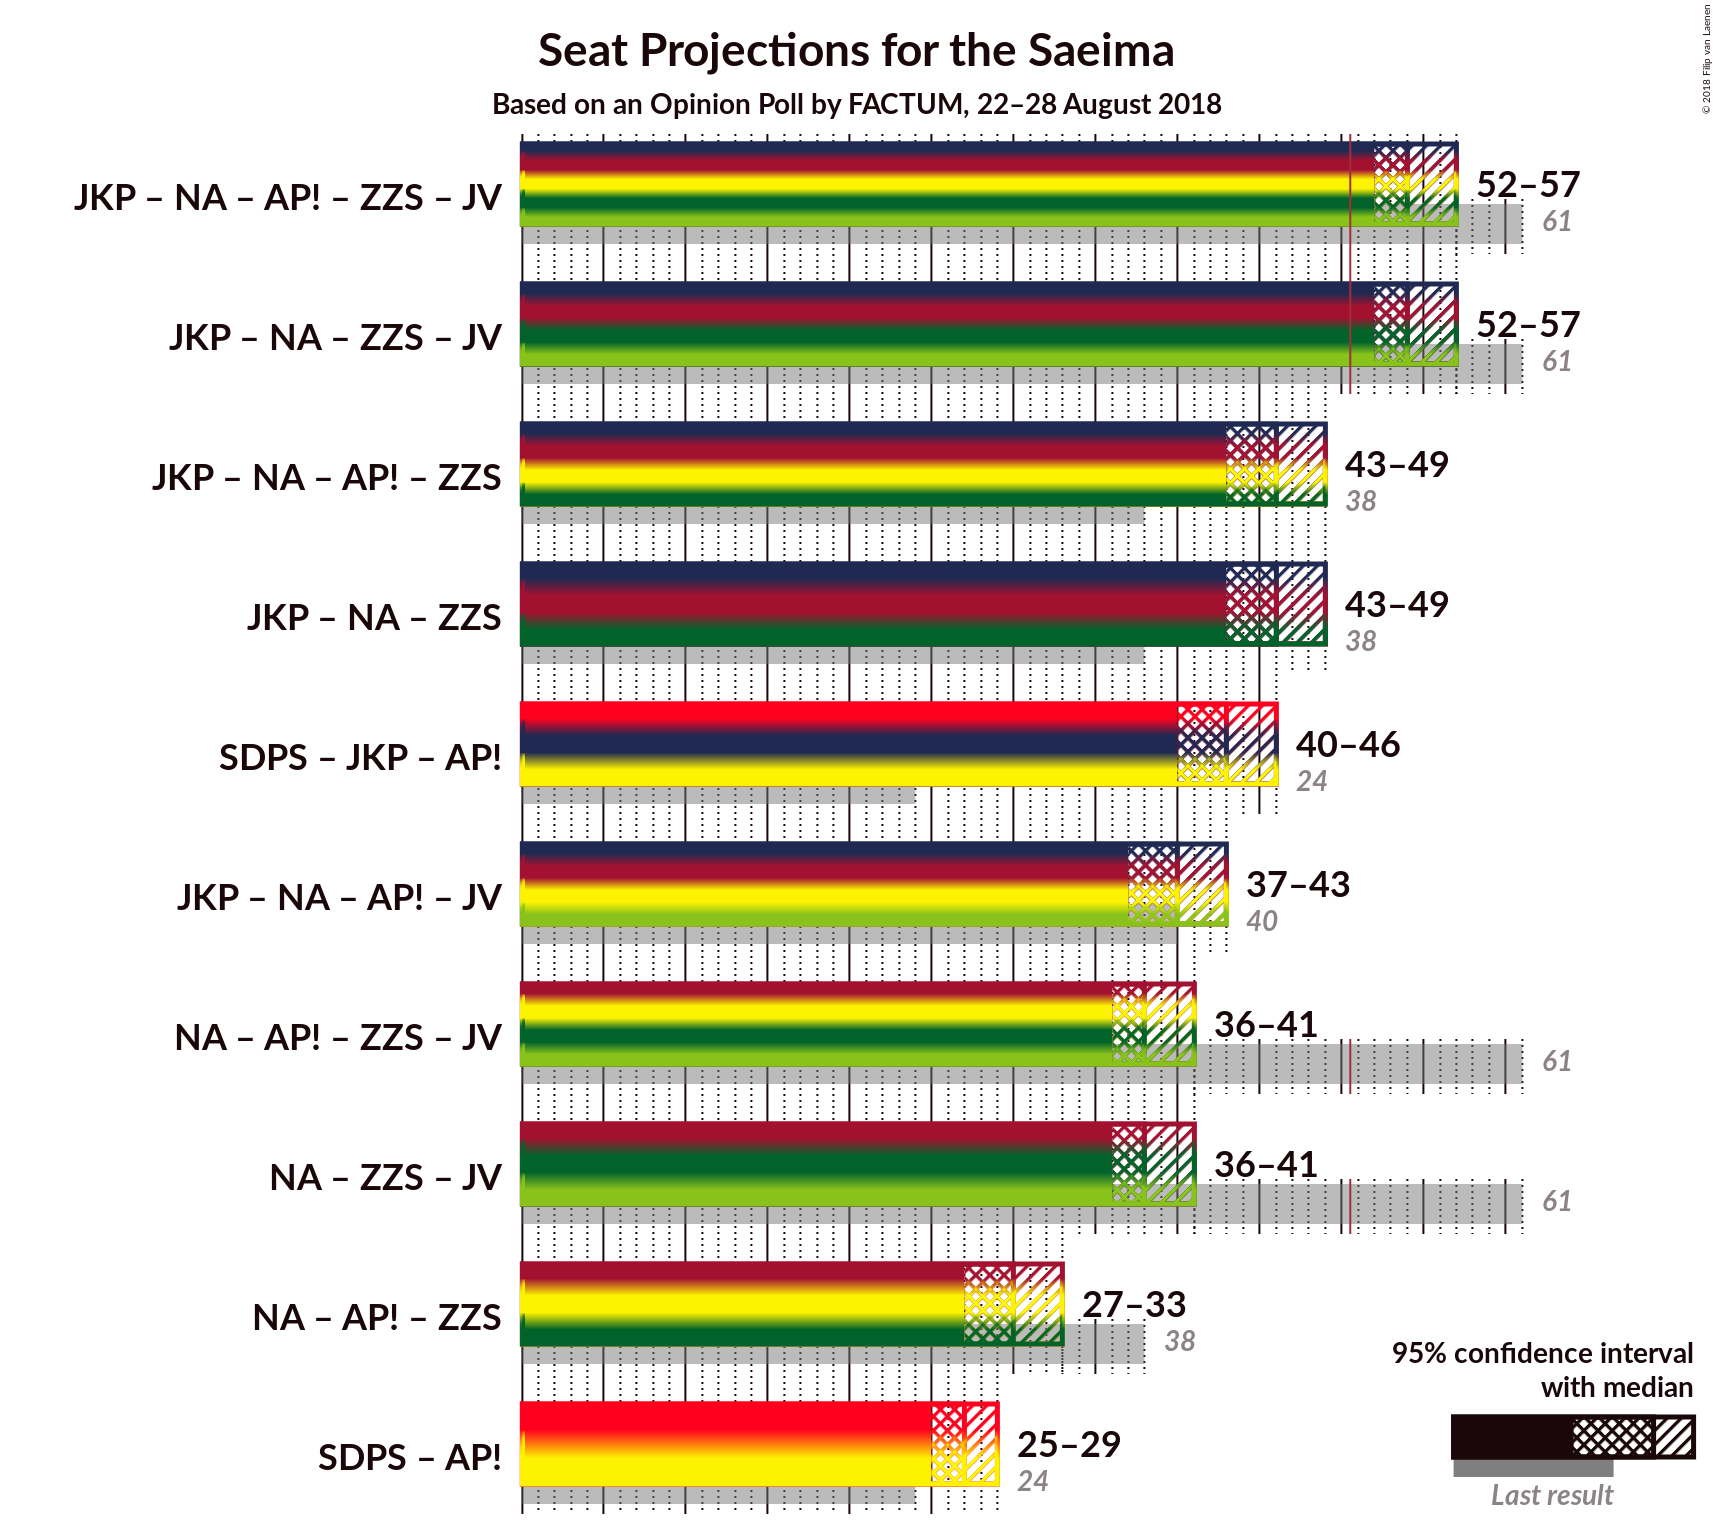 Seat Projections for the Saeima
Based on an Opinion Poll by FACTUM, 22–28 August 2018
© 2018 Filip van Laenen
JKP – NA – AP! – ZZS – JV
52–57
61
JKP – NA – ZZS – JV
52–57
61
JKP – NA – AP! – ZZS
43–49
38
JKP – NA – ZZS
43–49
38
SDPS – JKP – AP!
40–46
24
JKP – NA – AP! – JV
37–43
40
NA – AP! – ZZS – JV
36–41
61
NA – ZZS – JV
36–41
61
NA – AP! – ZZS
27–33
38
SDPS – AP!
25–29
24
95% confidence interval
with median
Last result